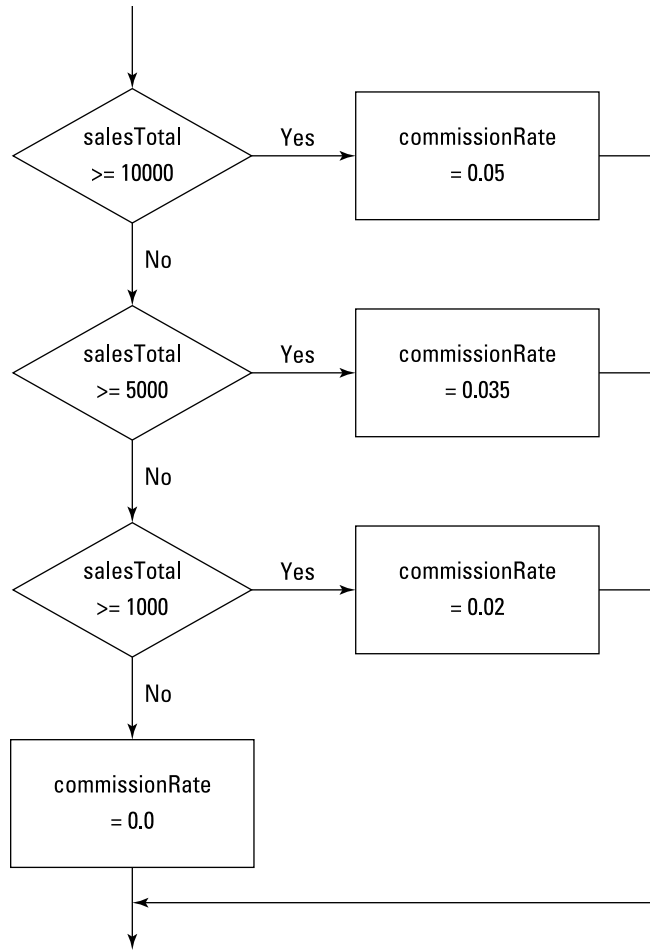 salesTotal
>= 10000
Yes
commissionRate
= 0.05
No
salesTotal
>= 5000
Yes
commissionRate
= 0.035
No
salesTotal
>= 1000
Yes
commissionRate
= 0.02
No
commissionRate
= 0.0